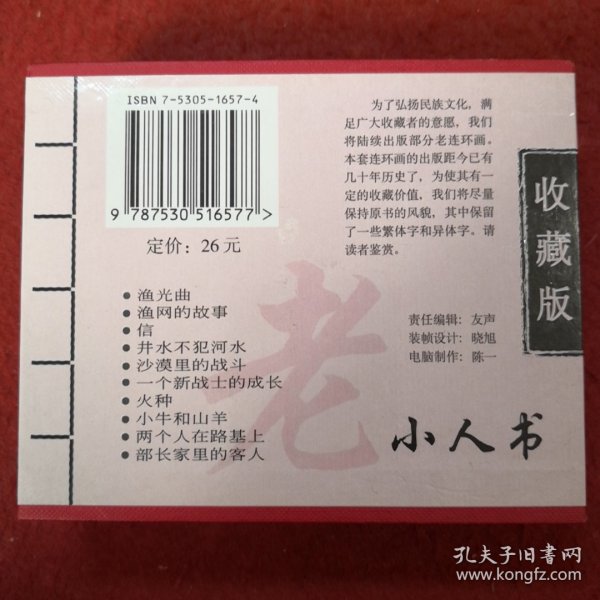 ISBN 7-5305-1657-4
9 787530 516577 >
定价：26 元
为了弘扬民族文化，满
足广大收藏者的意愿，我们
将陆续出版部分老连环画。
本套连环画的出版距今已有
几十年历史了，为使其有一
定的收藏价值，我们将尽量
保持原书的风貌，其中保留
了一些繁体字和异体字。请
读者鉴赏。
收藏版
● 渔光曲
● 渔网的故事
● 信
● 井水不犯河水
● 沙漠里的战斗
● 一个新战士的成长
● 火种
● 小牛和山羊
● 两个人在路基上
● 部长家里的客人
老
责任编辑：友声
装帧设计：晓旭
电脑制作：陈一
小人书
孔夫子旧书网
www.kongfz.com